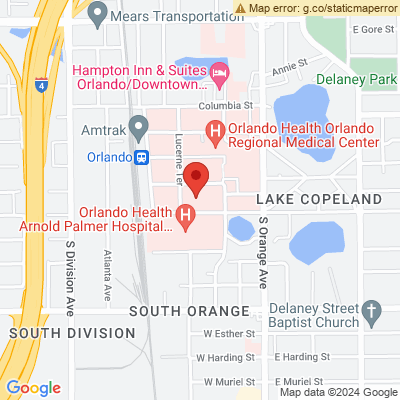 Map error: g.co/staticmaperror
Mears Transportation
E Gore St
Annie St
Hampton Inn & Suites
Orlando/Downtown...
Delaney Park
4
Columbia St
Amtrak
H
Orlando Health Orlando
Regional Medical Center
Orlando
Lucerne Ter
LAKE COPELAND
Orlando Health
Arnold Palmer Hospital...
H
S Division Ave
Atlanta Ave
S Orange Ave
SOUTH ORANGE
Delaney Street
Baptist Church
SOUTH DIVISION
W Esther St
W Harding St
E Harding St
W Muriel St
E Muriel St
Google
Map data ©2024 Google